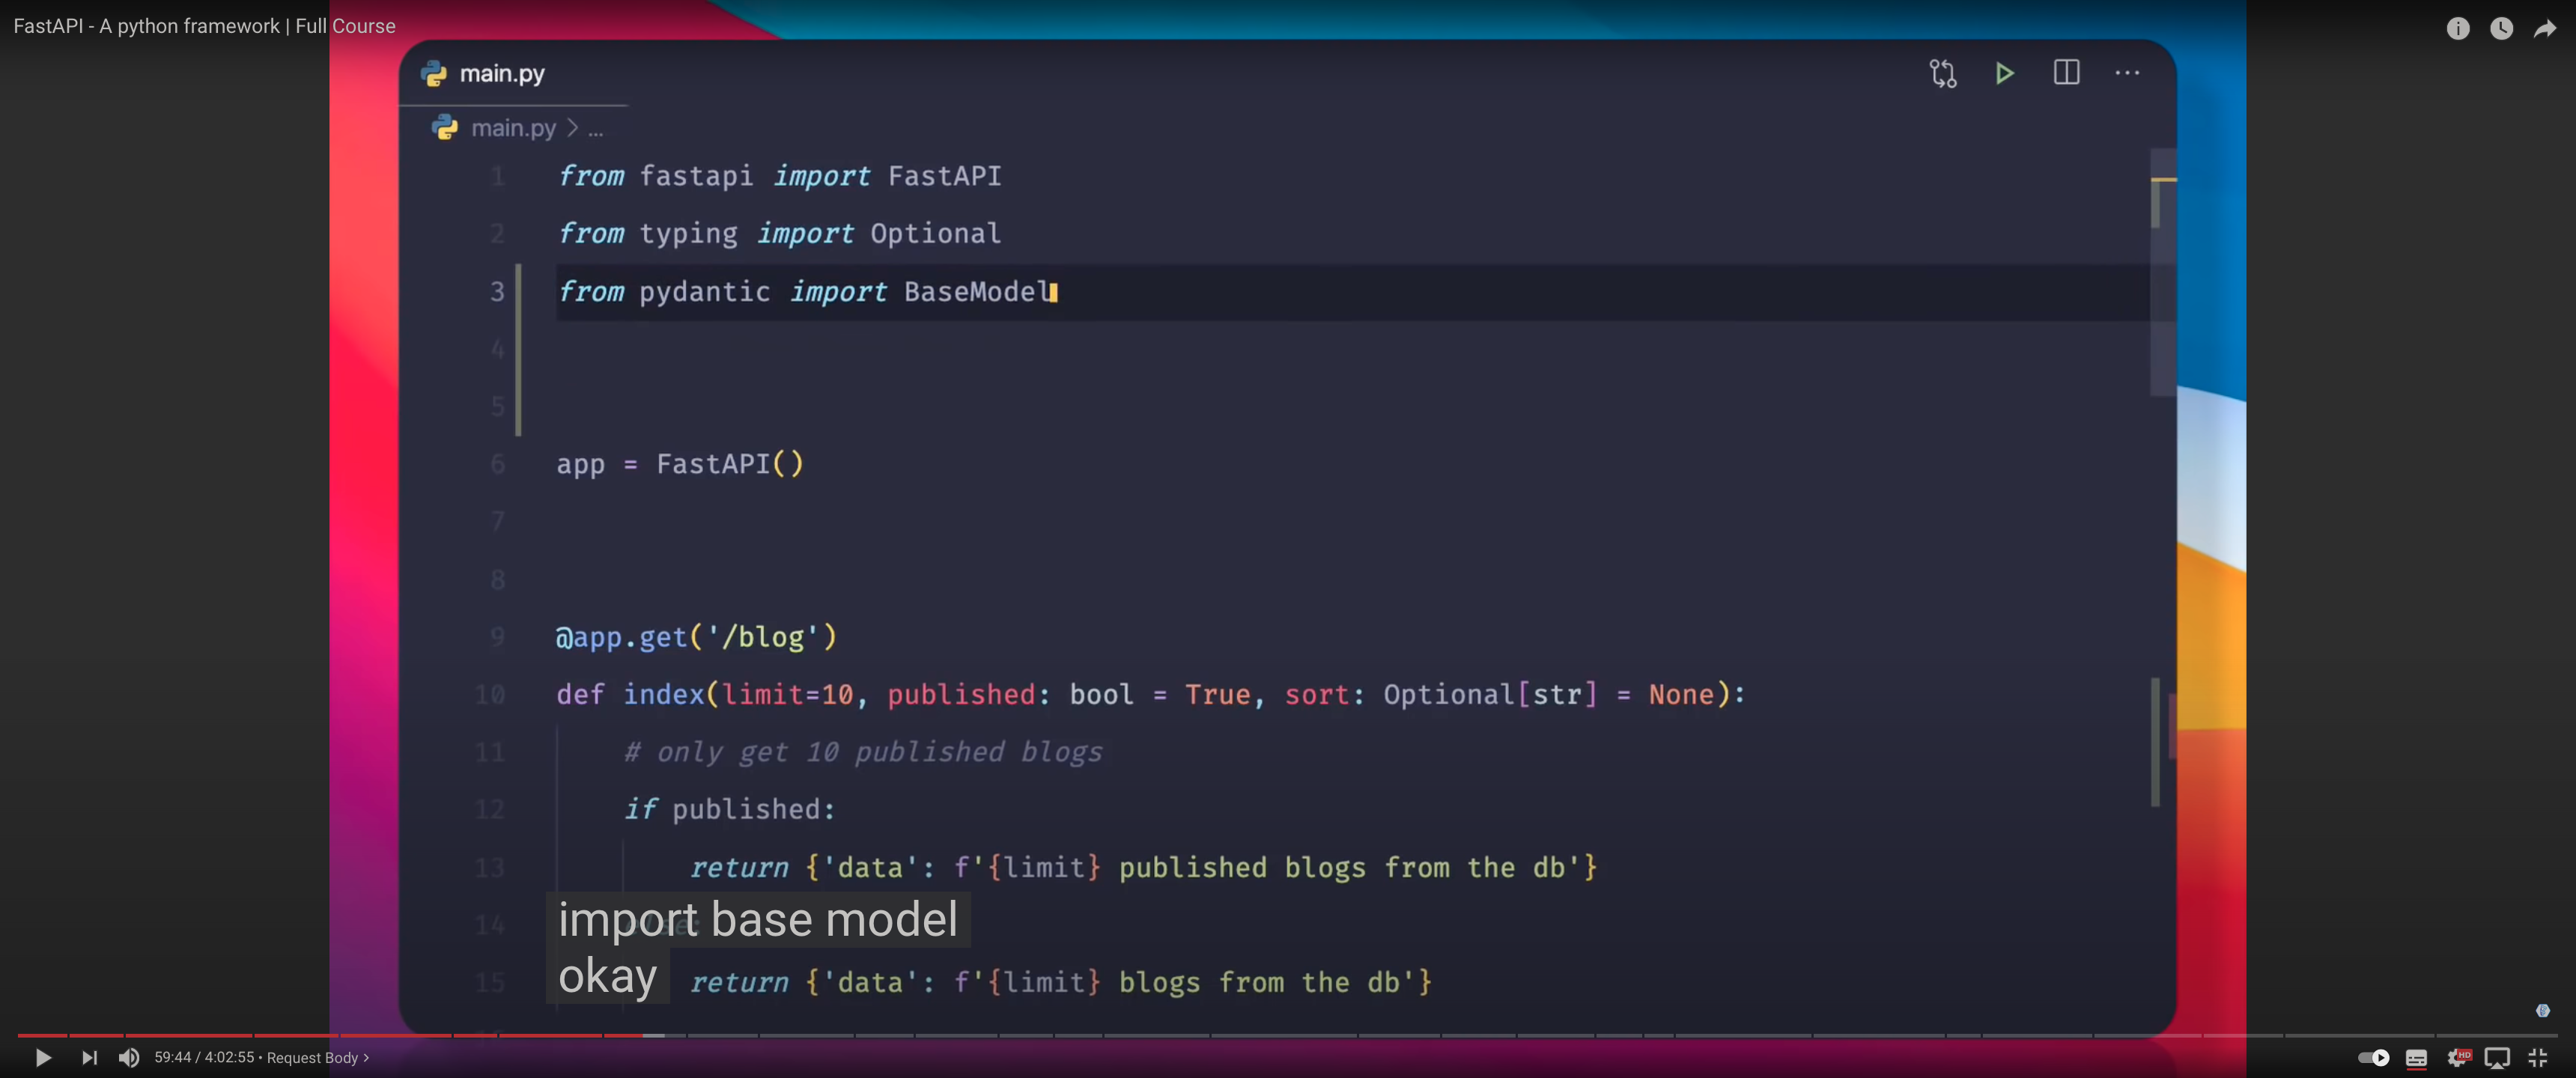 FastAPI - A python framework | Full Course
main.py
main.py > ...
1 from fastapi import FastAPI
2 from typing import Optional
3 from pydantic import BaseModel
4
5
6 app = FastAPI()
7
8
9 @app.get('/blog')
10 def index(limit=10, published: bool = True, sort: Optional[str] = None):
11 # only get 10 published blogs
12 if published:
13 return {'data': f'{limit} published blogs from the db'}
14 else:
import base model
15 return {'data': f'{limit} blogs from the db'}
okay
59:44 / 4:02:55 • Request Body >
HD